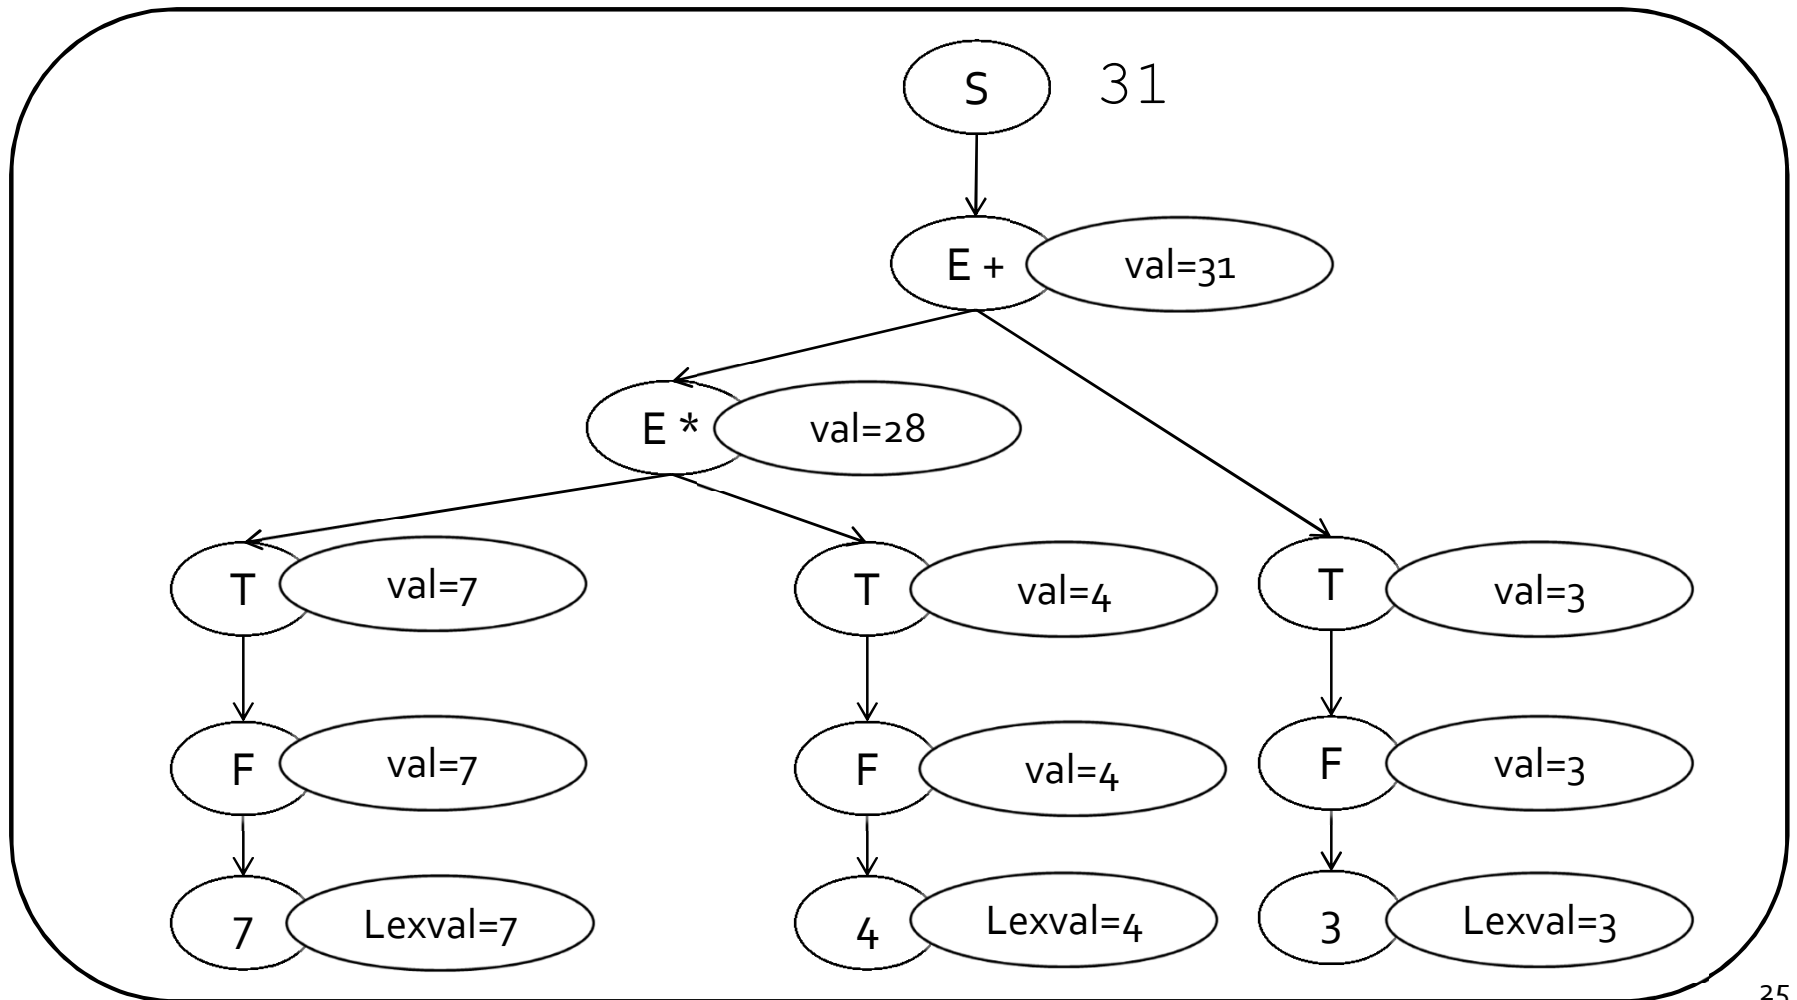 S 31
E + val=31
E * val=28
T val=7 T val=4 T val=3
F val=7 F val=4 F val=3
7 Lexval=7 4 Lexval=4 3 Lexval=3
25